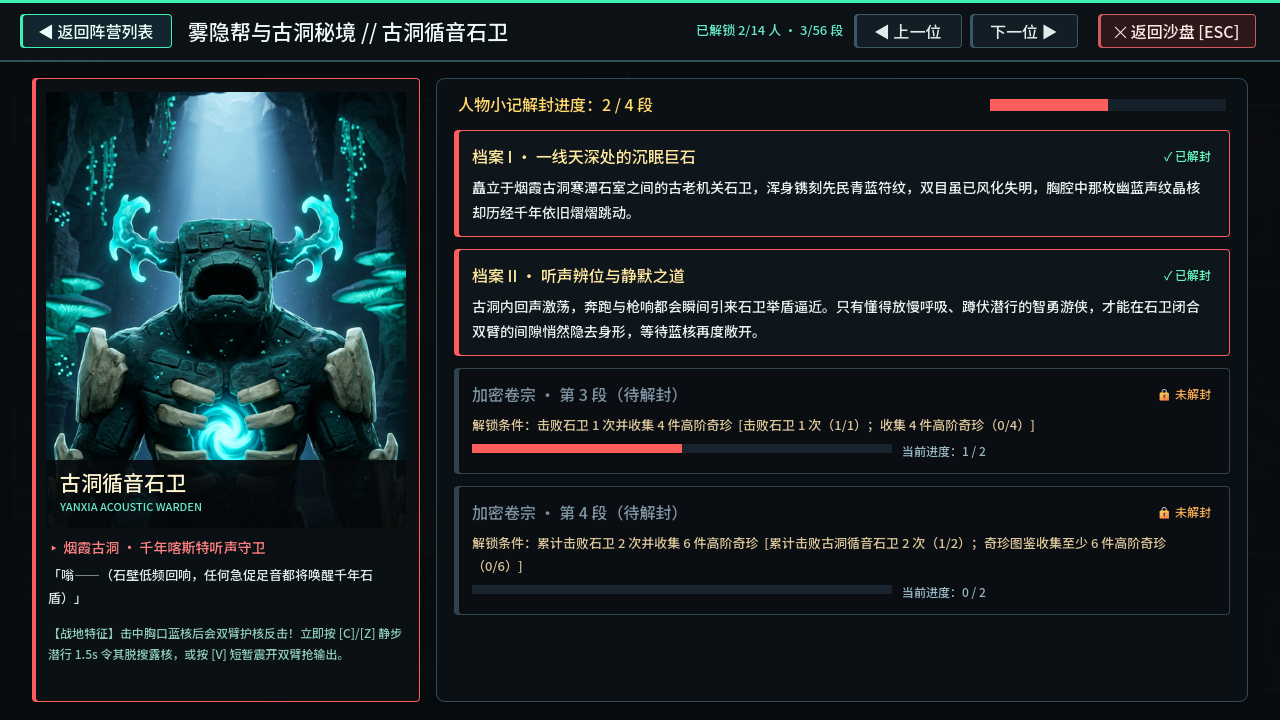 ◀ 返回阵营列表
雾隐帮与古洞秘境 // 古洞循音石卫
已解锁 2/14 人 · 3/56 段
◀ 上一位
下一位 ▶
✕ 返回沙盘 [ESC]
古洞循音石卫
YANXIA ACOUSTIC WARDEN
▸ 烟霞古洞 · 千年喀斯特听声守卫
「嗡——（石壁低频回响，任何急促足音都将唤醒千年石
盾）」
【战地特征】击中胸口蓝核后会双臂护核反击！立即按 [C]/[Z] 静步
潜行 1.5s 令其脱搜露核，或按 [V] 短暂震开双臂抢输出。
人物小记解封进度：2 / 4 段
档案 I · 一线天深处的沉眠巨石
✓ 已解封
矗立于烟霞古洞寒潭石室之间的古老机关石卫，浑身镌刻先民青蓝符纹，双目虽已风化失明，胸腔中那枚幽蓝声纹晶核
却历经千年依旧熠熠跳动。
档案 II · 听声辨位与静默之道
✓ 已解封
古洞内回声激荡，奔跑与枪响都会瞬间引来石卫举盾逼近。只有懂得放慢呼吸、蹲伏潜行的智勇游侠，才能在石卫闭合
双臂的间隙悄然隐去身形，等待蓝核再度敞开。
加密卷宗 · 第 3 段（待解封）
🔒 未解封
解锁条件：击败石卫 1 次并收集 4 件高阶奇珍 [击败石卫 1 次（1/1）；收集 4 件高阶奇珍（0/4）]
当前进度：1 / 2
加密卷宗 · 第 4 段（待解封）
🔒 未解封
解锁条件：累计击败石卫 2 次并收集 6 件高阶奇珍 [累计击败古洞循音石卫 2 次（1/2）；奇珍图鉴收集至少 6 件高阶奇珍
（0/6）]
当前进度：0 / 2